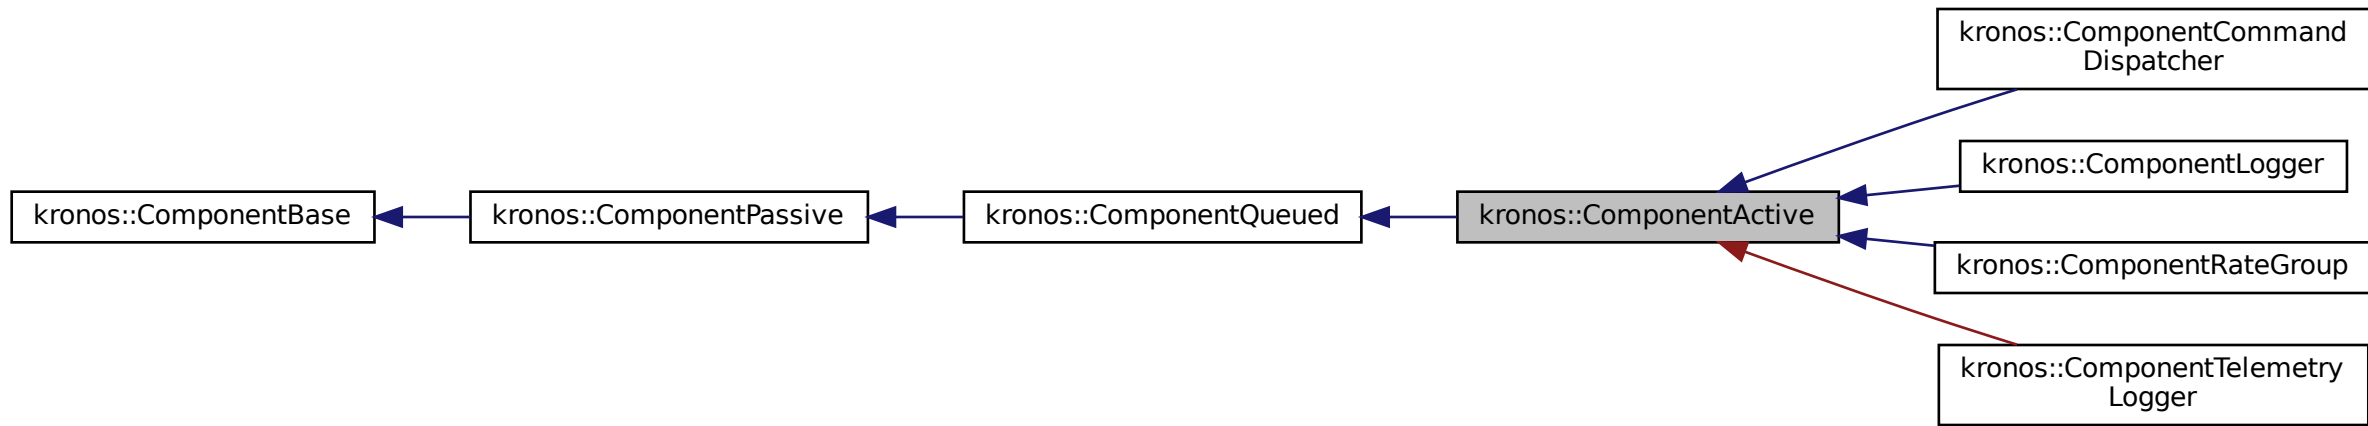 kronos::ComponentBase
kronos::ComponentPassive
kronos::ComponentQueued
kronos::ComponentActive
kronos::ComponentCommand
Dispatcher
kronos::ComponentLogger
kronos::ComponentRateGroup
kronos::ComponentTelemetry
Logger